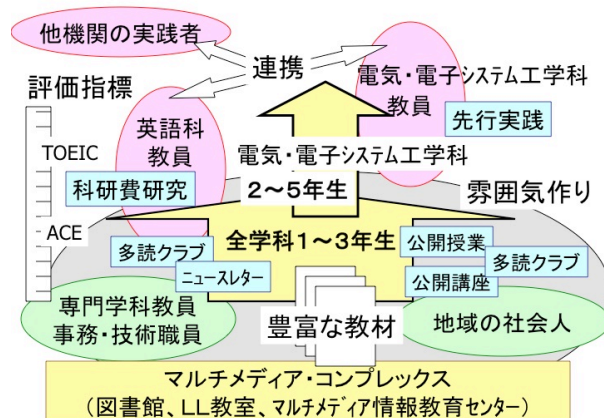 他機関の実践者
連携
評価指標
電気・電子システム工学科
教員
先行実践
英語科
教員
科研費研究
TOEIC
ACE
電気・電子システム工学科
2~5年生
雰囲気作り
全学科1~3年生
多読クラブ
ニュースレター
公開授業
多読クラブ
公開講座
専門学科教員
事務・技術職員
豊富な教材
地域の社会人
マルチメディア・コンプレックス
(図書館、LL教室、マルチメディア情報教育センター)